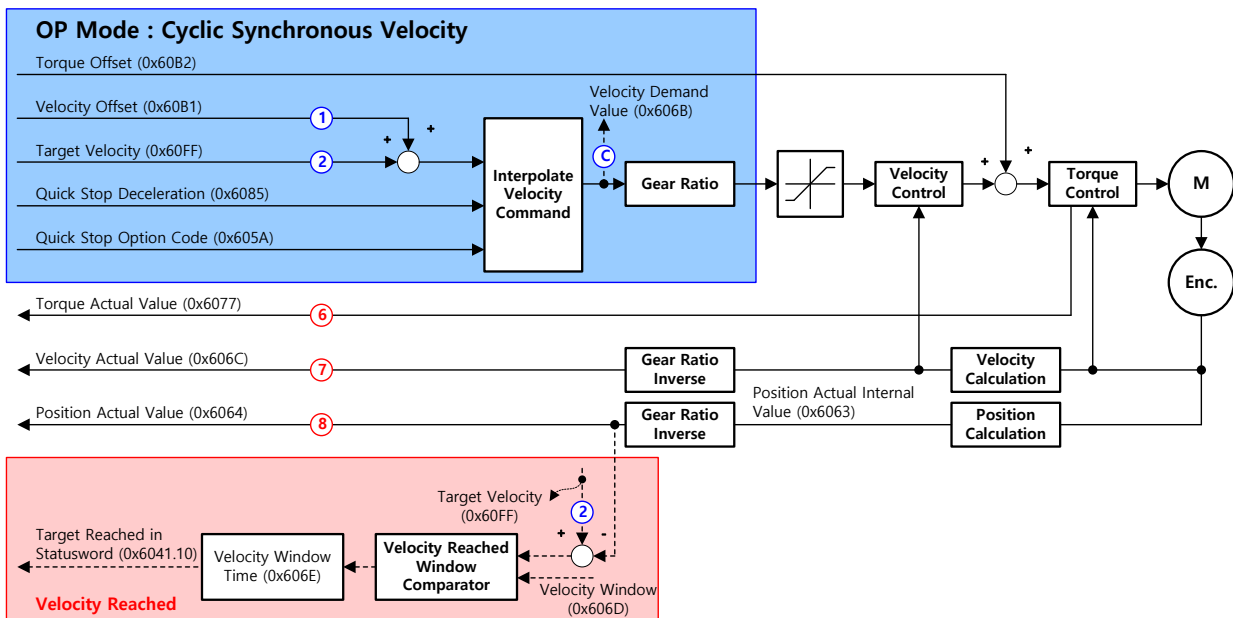 OP Mode : Cyclic Synchronous Velocity
Torque Offset (0x60B2)
Velocity Offset (0x60B1)
1
+
+
Target Velocity (0x60FF)
2
Quick Stop Deceleration (0x6085)
Quick Stop Option Code (0x605A)
Interpolate
Velocity
Command
Velocity Demand
Value (0x606B)
C
Gear Ratio
Velocity
Control
+
+
Torque
Control
M
Enc.
Torque Actual Value (0x6077)
6
Velocity Actual Value (0x606C)
7
Gear Ratio
Inverse
Velocity
Calculation
Position Actual Value (0x6064)
8
Gear Ratio
Inverse
Position Actual Internal
Value (0x6063)
Position
Calculation
Target Velocity
(0x60FF)
2
+
-
Target Reached in
Statusword (0x6041.10)
Velocity Window
Time (0x606E)
Velocity Reached
Window
Comparator
Velocity Window
(0x606D)
Velocity Reached